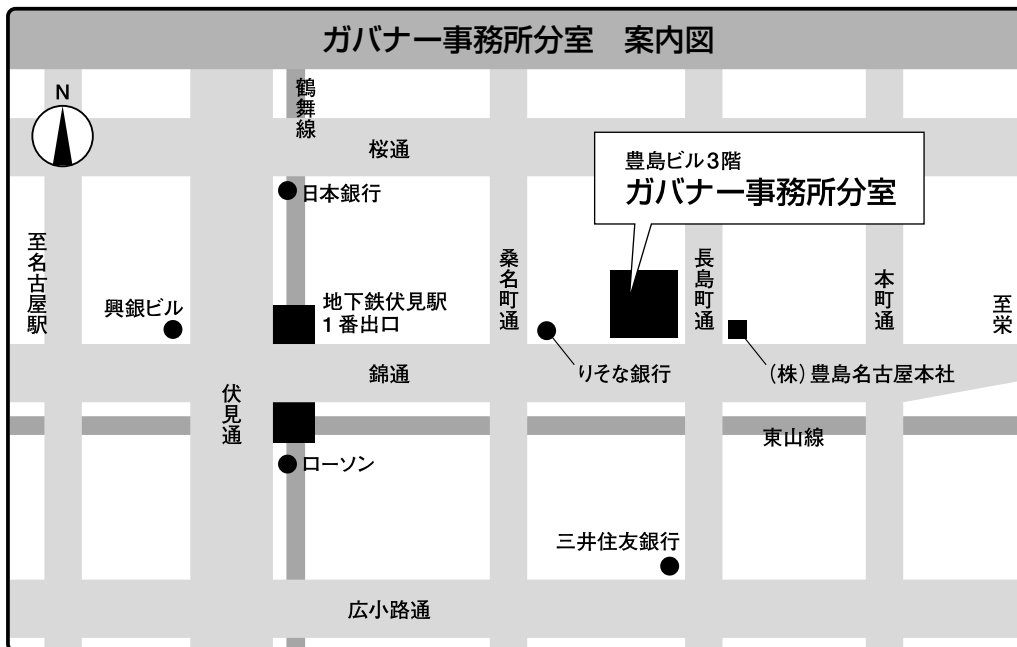 ガバナー事務所分室　案内図
N
鶴舞線
桜通
豊島ビル3階
ガバナー事務所分室
日本銀行
至名古屋駅
興銀ビル
地下鉄伏見駅
1番出口
桑名町通
長島町通
本町通
至栄
りそな銀行
(株)豊島名古屋本社
錦通
伏見通
東山線
ローソン
三井住友銀行
広小路通